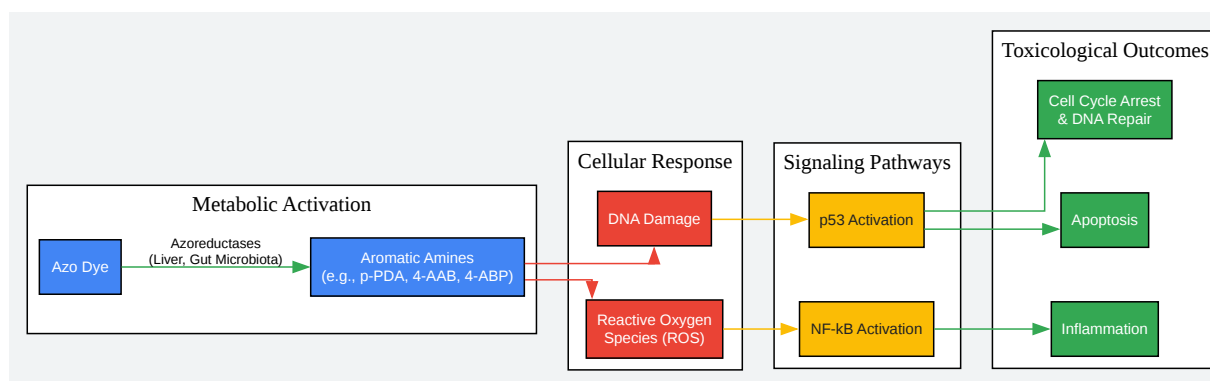 Metabolic Activation
Azo Dye
Azoreductases
(Liver, Gut Microbiota)
Aromatic Amines
(e.g., p-PDA, 4-AAB, 4-ABP)
Cellular Response
DNA Damage
Reactive Oxygen
Species (ROS)
Signaling Pathways
p53 Activation
NF-kB Activation
Toxicological Outcomes
Cell Cycle Arrest
& DNA Repair
Apoptosis
Inflammation